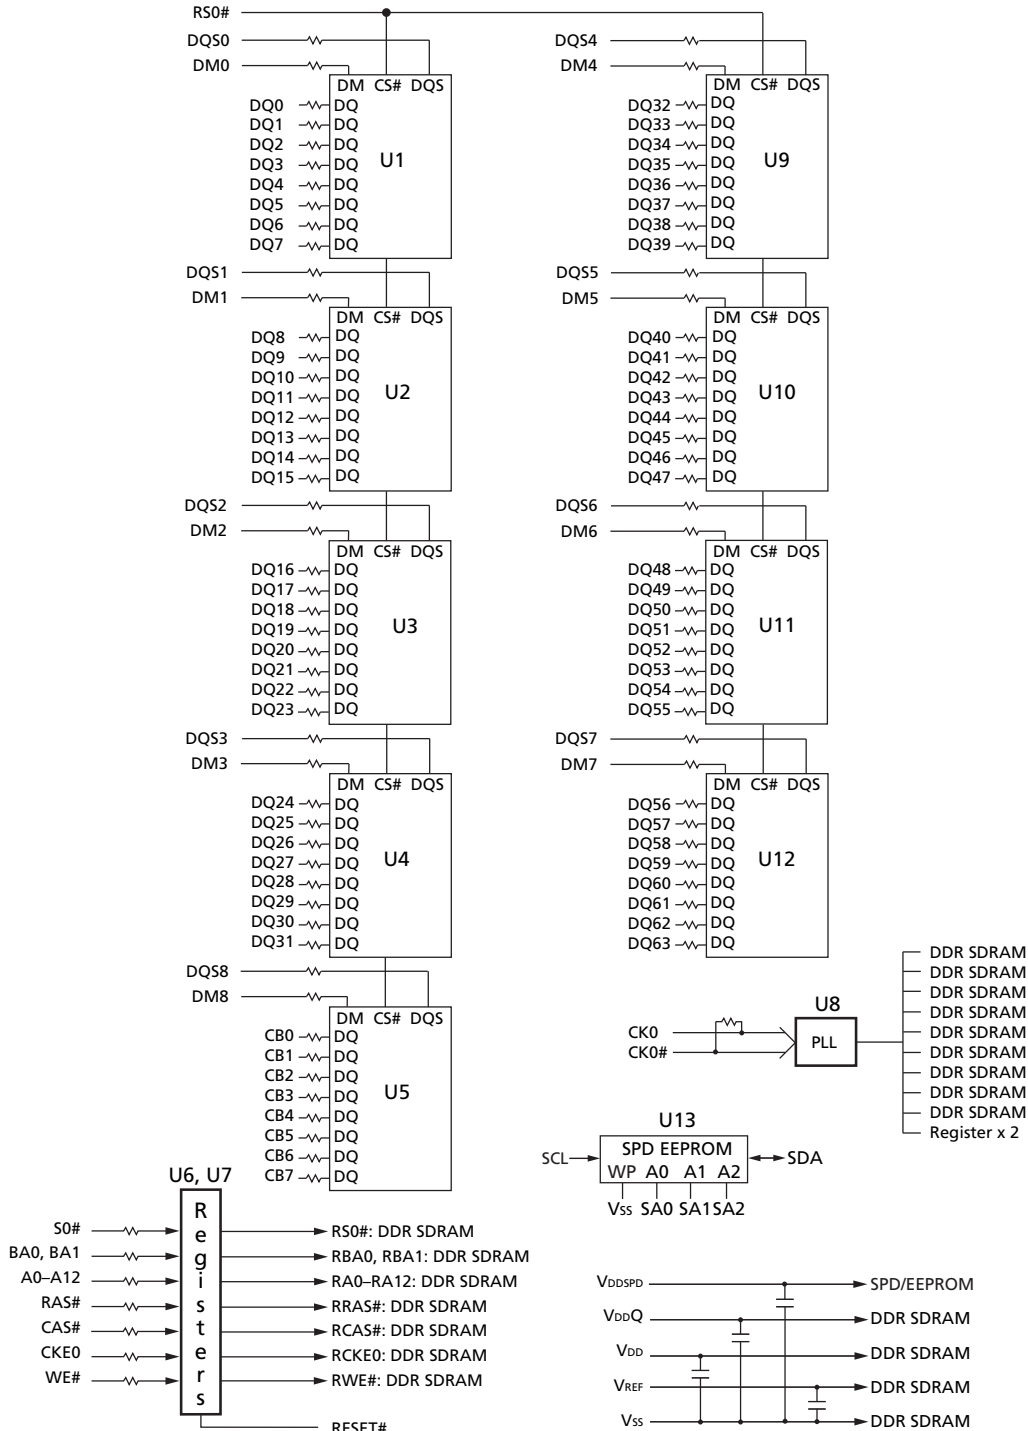 RS0#
DQS0
DM0
DM CS# DQS
DQ0 DQ
DQ1 DQ
DQ2 DQ
DQ3 DQ
DQ4 DQ
DQ5 DQ
DQ6 DQ
DQ7 DQ
U1
DQS1
DM1
DM CS# DQS
DQ8 DQ
DQ9 DQ
DQ10 DQ
DQ11 DQ
DQ12 DQ
DQ13 DQ
DQ14 DQ
DQ15 DQ
U2
DQS2
DM2
DM CS# DQS
DQ16 DQ
DQ17 DQ
DQ18 DQ
DQ19 DQ
DQ20 DQ
DQ21 DQ
DQ22 DQ
DQ23 DQ
U3
DQS3
DM3
DM CS# DQS
DQ24 DQ
DQ25 DQ
DQ26 DQ
DQ27 DQ
DQ28 DQ
DQ29 DQ
DQ30 DQ
DQ31 DQ
U4
DQS8
DM8
DM CS# DQS
CB0 DQ
CB1 DQ
CB2 DQ
CB3 DQ
CB4 DQ
CB5 DQ
CB6 DQ
CB7 DQ
U5
DQS4
DM4
DM CS# DQS
DQ32 DQ
DQ33 DQ
DQ34 DQ
DQ35 DQ
DQ36 DQ
DQ37 DQ
DQ38 DQ
DQ39 DQ
U9
DQS5
DM5
DM CS# DQS
DQ40 DQ
DQ41 DQ
DQ42 DQ
DQ43 DQ
DQ44 DQ
DQ45 DQ
DQ46 DQ
DQ47 DQ
U10
DQS6
DM6
DM CS# DQS
DQ48 DQ
DQ49 DQ
DQ50 DQ
DQ51 DQ
DQ52 DQ
DQ53 DQ
DQ54 DQ
DQ55 DQ
U11
DQS7
DM7
DM CS# DQS
DQ56 DQ
DQ57 DQ
DQ58 DQ
DQ59 DQ
DQ60 DQ
DQ61 DQ
DQ62 DQ
DQ63 DQ
U12
U8
CK0
CK0#
PLL
DDR SDRAM
DDR SDRAM
DDR SDRAM
DDR SDRAM
DDR SDRAM
DDR SDRAM
DDR SDRAM
DDR SDRAM
DDR SDRAM
Register x 2
U13
SPD EEPROM
SCL
SDA
WP A0 A1 A2
VSS SA0 SA1 SA2
U6, U7
Registers
S0# RS0#: DDR SDRAM
BA0, BA1 RBA0, RBA1: DDR SDRAM
A0–A12 RA0–RA12: DDR SDRAM
RAS# RRAS#: DDR SDRAM
CAS# RCAS#: DDR SDRAM
CKE0 RCKE0: DDR SDRAM
WE# RWE#: DDR SDRAM
RESET#
VDDSPD SPD/EEPROM
VDDQ DDR SDRAM
VDD DDR SDRAM
VREF DDR SDRAM
VSS DDR SDRAM